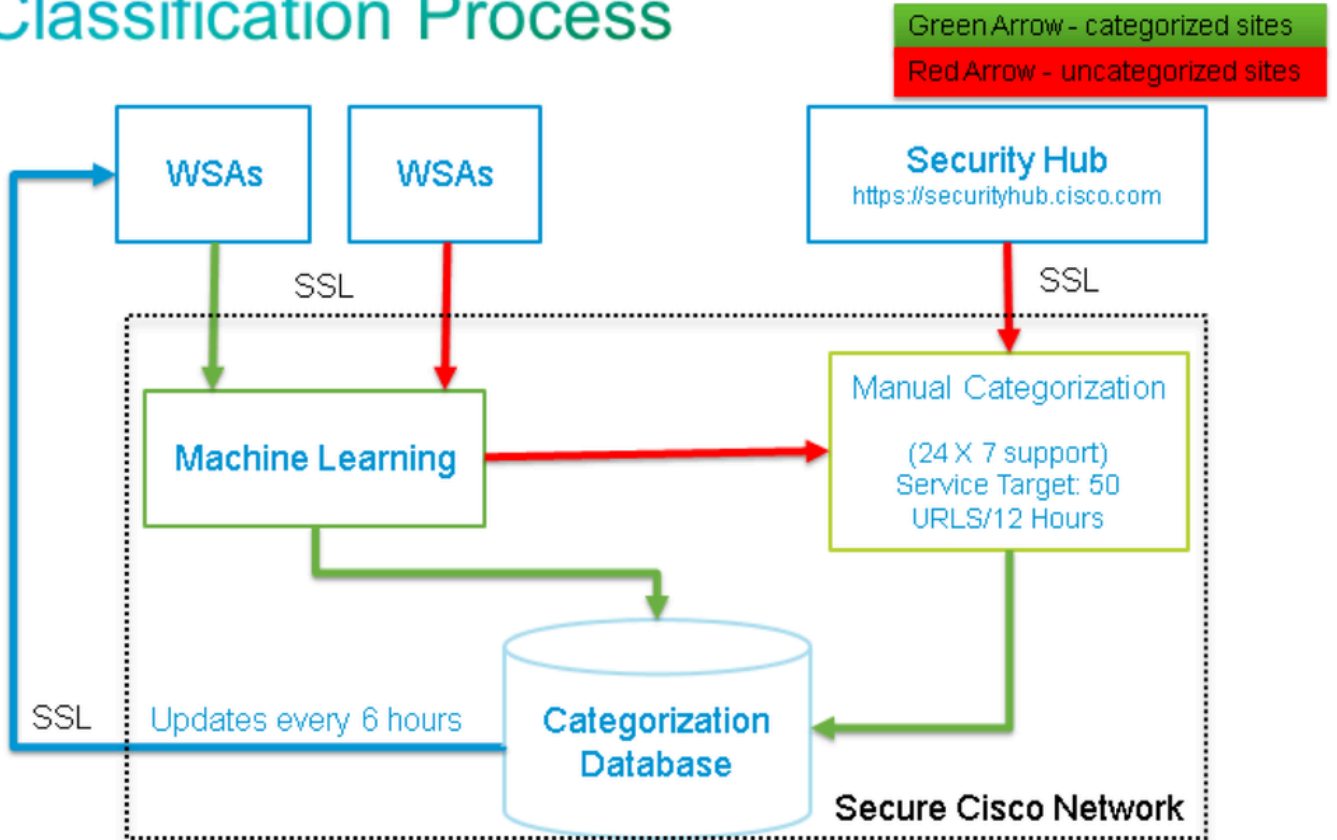 Classification Process
Green Arrow - categorized sites
Red Arrow - uncategorized sites
WSAs
WSAs
Security Hub
https://securityhub.cisco.com
SSL
SSL
Machine Learning
Manual Categorization
(24 X 7 support)
Service Target: 50
URLS/12 Hours
SSL
Updates every 6 hours
Categorization
Database
Secure Cisco Network